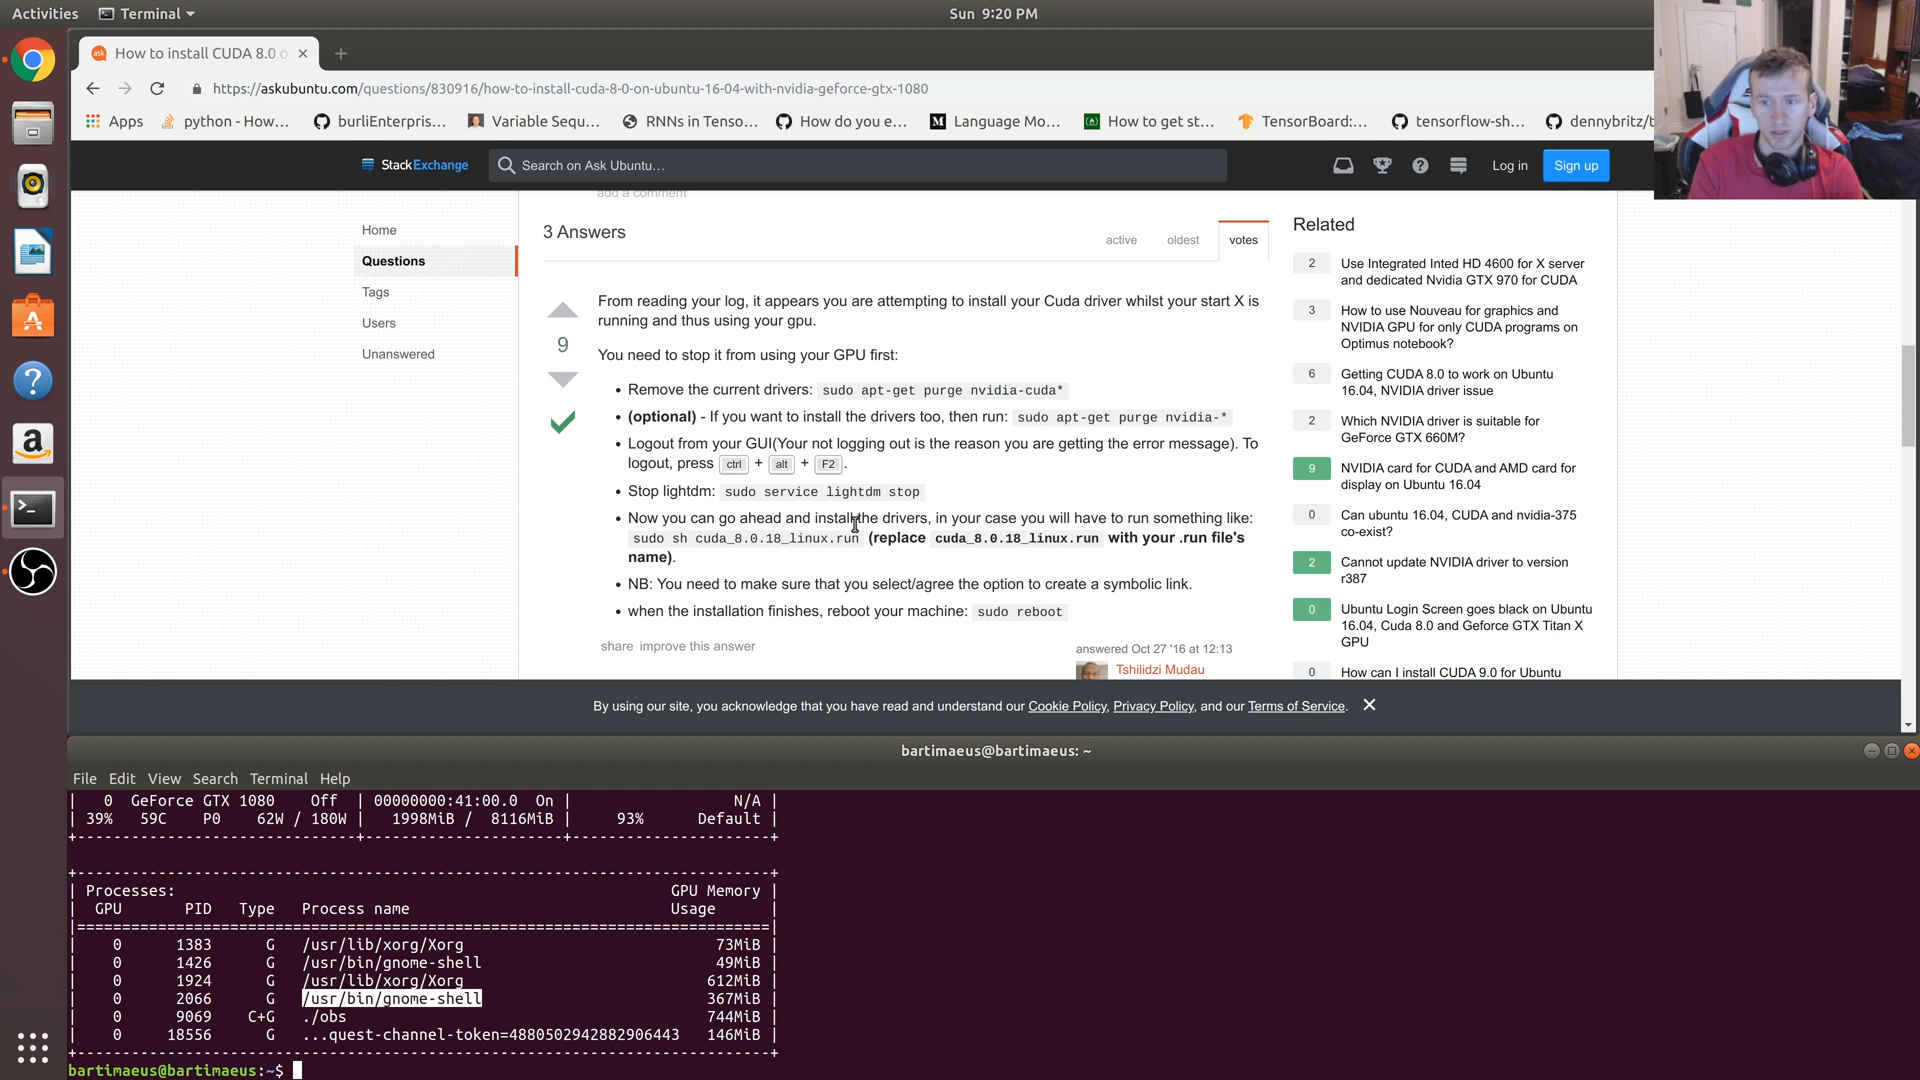 Activities
Terminal
Sun 9:20 PM
How to install CUDA 8.0 o
https://askubuntu.com/questions/830916/how-to-install-cuda-8-0-on-ubuntu-16-04-with-nvidia-geforce-gtx-1080
Apps
python - How...
burliEnterpris...
Variable Sequ...
RNNs in Tenso...
How do you e...
Language Mo...
How to get st...
TensorBoard:...
tensorflow-sh...
dennybritz/t
StackExchange
Search on Ask Ubuntu...
Log in
Sign up
add a comment
Home
Questions
Tags
Users
Unanswered
3 Answers
active
oldest
votes
9
From reading your log, it appears you are attempting to install your Cuda driver whilst your start X is
running and thus using your gpu.
You need to stop it from using your GPU first:
• Remove the current drivers: sudo apt-get purge nvidia-cuda*
• (optional) - If you want to install the drivers too, then run: sudo apt-get purge nvidia-*
• Logout from your GUI(Your not logging out is the reason you are getting the error message). To
logout, press ctrl + alt + F2.
• Stop lightdm: sudo service lightdm stop
• Now you can go ahead and install the drivers, in your case you will have to run something like:
sudo sh cuda_8.0.18_linux.run (replace cuda_8.0.18_linux.run with your .run file's
name).
• NB: You need to make sure that you select/agree the option to create a symbolic link.
• when the installation finishes, reboot your machine: sudo reboot
share improve this answer
answered Oct 27 '16 at 12:13
Tshilidzi Mudau
Related
2 Use Integrated Inted HD 4600 for X server
and dedicated Nvidia GTX 970 for CUDA
3 How to use Nouveau for graphics and
NVIDIA GPU for only CUDA programs on
Optimus notebook?
6 Getting CUDA 8.0 to work on Ubuntu
16.04, NVIDIA driver issue
2 Which NVIDIA driver is suitable for
GeForce GTX 660M?
9 NVIDIA card for CUDA and AMD card for
display on Ubuntu 16.04
0 Can ubuntu 16.04, CUDA and nvidia-375
co-exist?
2 Cannot update NVIDIA driver to version
r387
0 Ubuntu Login Screen goes black on Ubuntu
16.04, Cuda 8.0 and Geforce GTX Titan X
GPU
0 How can I install CUDA 9.0 for Ubuntu
By using our site, you acknowledge that you have read and understand our Cookie Policy, Privacy Policy, and our Terms of Service.
bartimaeus@bartimaeus: ~
File Edit View Search Terminal Help
| 0 GeForce GTX 1080 Off | 00000000:41:00.0 On | N/A |
| 39% 59C P0 62W / 180W | 1998MiB / 8116MiB | 93% Default |
| Processes: GPU Memory |
| GPU PID Type Process name Usage |
| 0 1383 G /usr/lib/xorg/Xorg 73MiB |
| 0 1426 G /usr/bin/gnome-shell 49MiB |
| 0 1924 G /usr/lib/xorg/Xorg 612MiB |
| 0 2066 G /usr/bin/gnome-shell 367MiB |
| 0 9069 C+G ./obs 744MiB |
| 0 18556 G ...quest-channel-token=4880502942882906443 146MiB |
bartimaeus@bartimaeus:~$